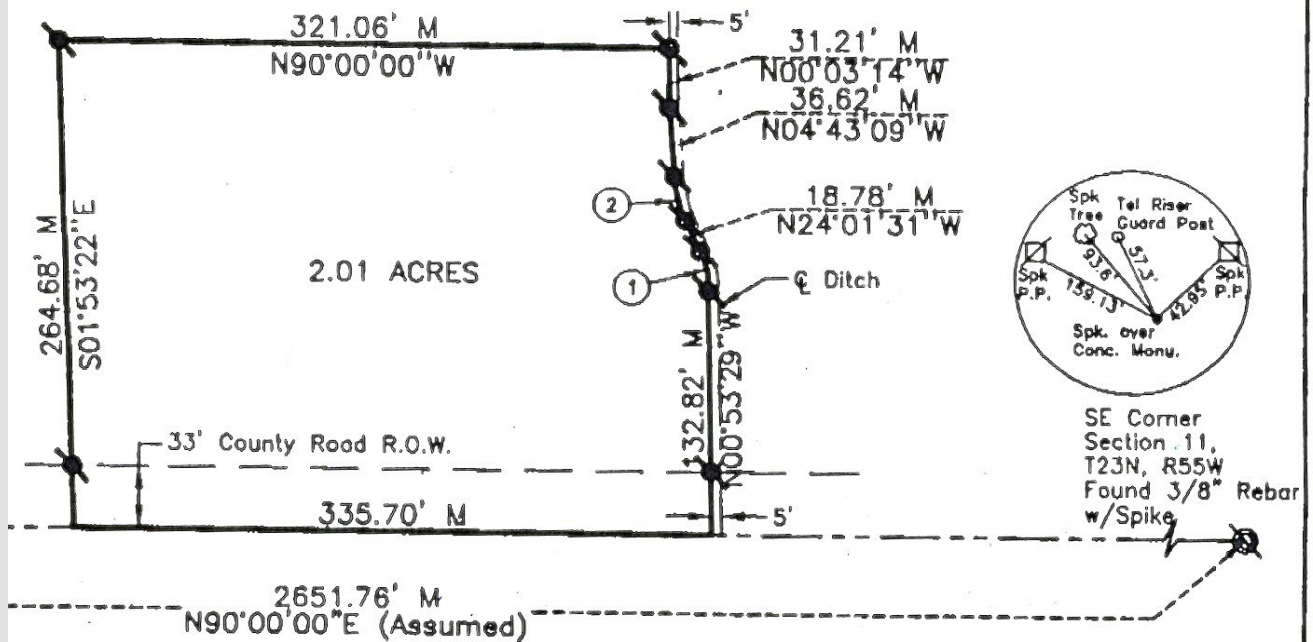 321.06' M
N90°00'00"W
5'
31.21' M
N00°03'14"W
36.62' M
N04°43'09"W
2
18.78' M
N24°01'31"W
264.68' M
S01°53'22"E
2.01 ACRES
1
℄ Ditch
132.82' M
N00°53'29"W
33' County Road R.O.W.
335.70' M
5'
Spk
Tree
Tel Riser
Guard Post
93.6'
57.3'
Spk
P.P.
139.13'
42.95'
Spk
P.P.
Spk. over
Conc. Monu.
SE Corner
Section 11,
T23N, R55W
Found 3/8" Rebar
w/Spike
2651.76' M
N90°00'00"E (Assumed)